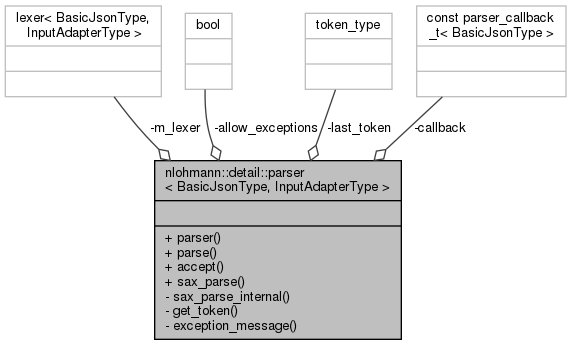 lexer< BasicJsonType,
InputAdapterType >
bool
token_type
const parser_callback
_t< BasicJsonType >
-m_lexer
-allow_exceptions
-last_token
-callback
nlohmann::detail::parser
< BasicJsonType, InputAdapterType >
+ parser()
+ parse()
+ accept()
+ sax_parse()
- sax_parse_internal()
- get_token()
- exception_message()